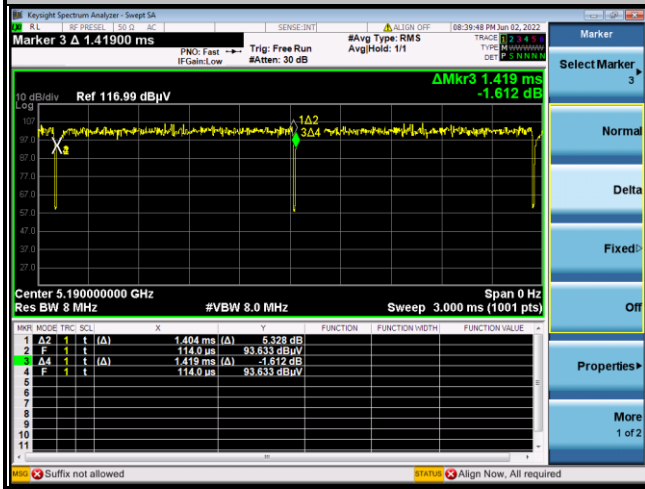 Keysight Spectrum Analyzer - Swept SA
RL RF PRESEL 50 Ω AC SENSE:INT ALIGN OFF 08:39:48 PM Jun 02, 2022
Marker 3 Δ 1.41900 ms
PNO: Fast Trig: Free Run #Avg Type: RMS TRACE 1 2 3 4 5 6
IFGain:Low #Atten: 30 dB Avg|Hold: 1/1 TYPE M WWWWW
DET P S N N N N
ΔMkr3 1.419 ms
10 dB/div Ref 116.99 dBµV -1.612 dB
Log
107
97.0
87.0
77.0
67.0
57.0
47.0
37.0
27.0
1Δ2
3Δ4
Center 5.190000000 GHz Span 0 Hz
Res BW 8 MHz #VBW 8.0 MHz Sweep 3.000 ms (1001 pts)
MKR MODE TRC SCL X Y FUNCTION FUNCTION WIDTH FUNCTION VALUE
1 Δ2 1 t (Δ) 1.404 ms (Δ) 5.328 dB
2 F 1 t 114.0 µs 93.633 dBµV
3 Δ4 1 t (Δ) 1.419 ms (Δ) -1.612 dB
4 F 1 t 114.0 µs 93.633 dBµV
5
6
7
8
9
10
11
MSG Suffix not allowed STATUS Align Now, All required
Marker
Select Marker
3
Normal
Delta
Fixed
Off
Properties
More
1 of 2